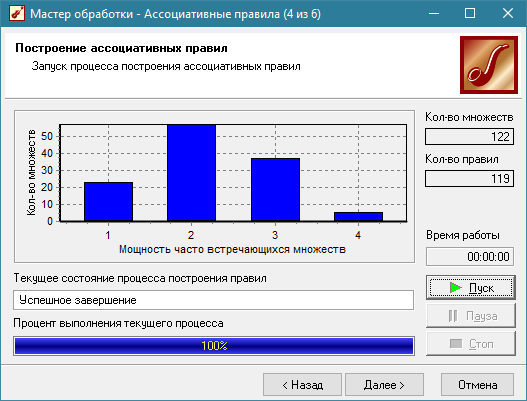 Мастер обработки - Ассоциативные правила (4 из 6)
Построение ассоциативных правил
Запуск процесса построения ассоциативных правил
Кол-во множеств
50
40
30
20
10
0
1 2 3 4
Мощность часто встречающихся множеств
Кол-во множеств
122
Кол-во правил
119
Время работы
00:00:00
Текущее состояние процесса построения правил
Успешное завершение
Процент выполнения текущего процесса
100%
Пуск
Пауза
Стоп
< Назад Далее > Отмена